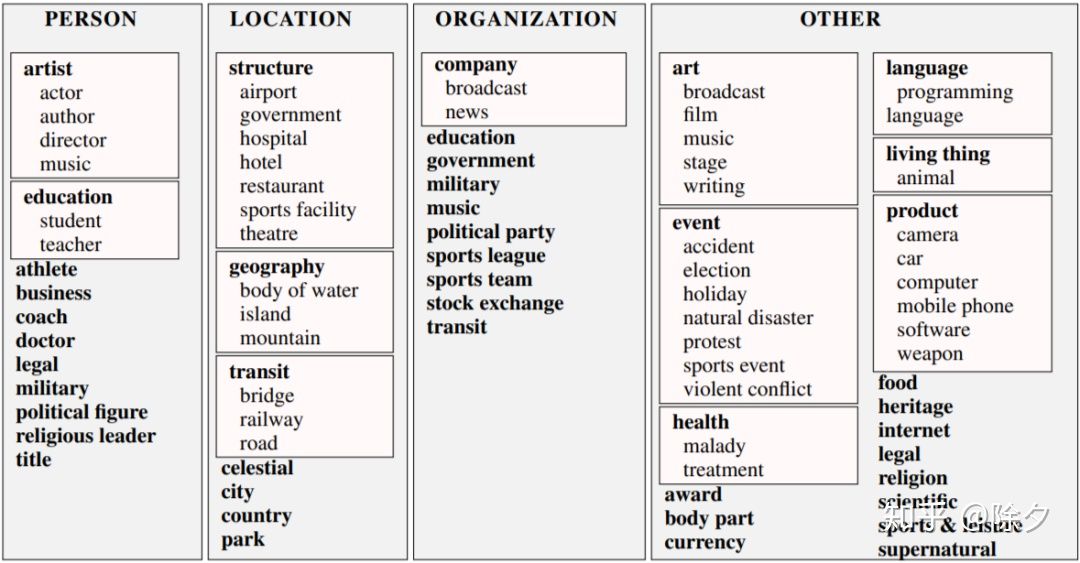 PERSON
artist
actor
author
director
music
education
student
teacher
athlete
business
coach
doctor
legal
military
political figure
religious leader
title
LOCATION
structure
airport
government
hospital
hotel
restaurant
sports facility
theatre
geography
body of water
island
mountain
transit
bridge
railway
road
celestial
city
country
park
ORGANIZATION
company
broadcast
news
education
government
military
music
political party
sports league
sports team
stock exchange
transit
OTHER
art
broadcast
film
music
stage
writing
event
accident
election
holiday
natural disaster
protest
sports event
violent conflict
health
malady
treatment
award
body part
currency
language
programming
language
living thing
animal
product
camera
car
computer
mobile phone
software
weapon
food
heritage
internet
legal
religion
scientific
sports & leisure
supernatural
知乎 @除夕